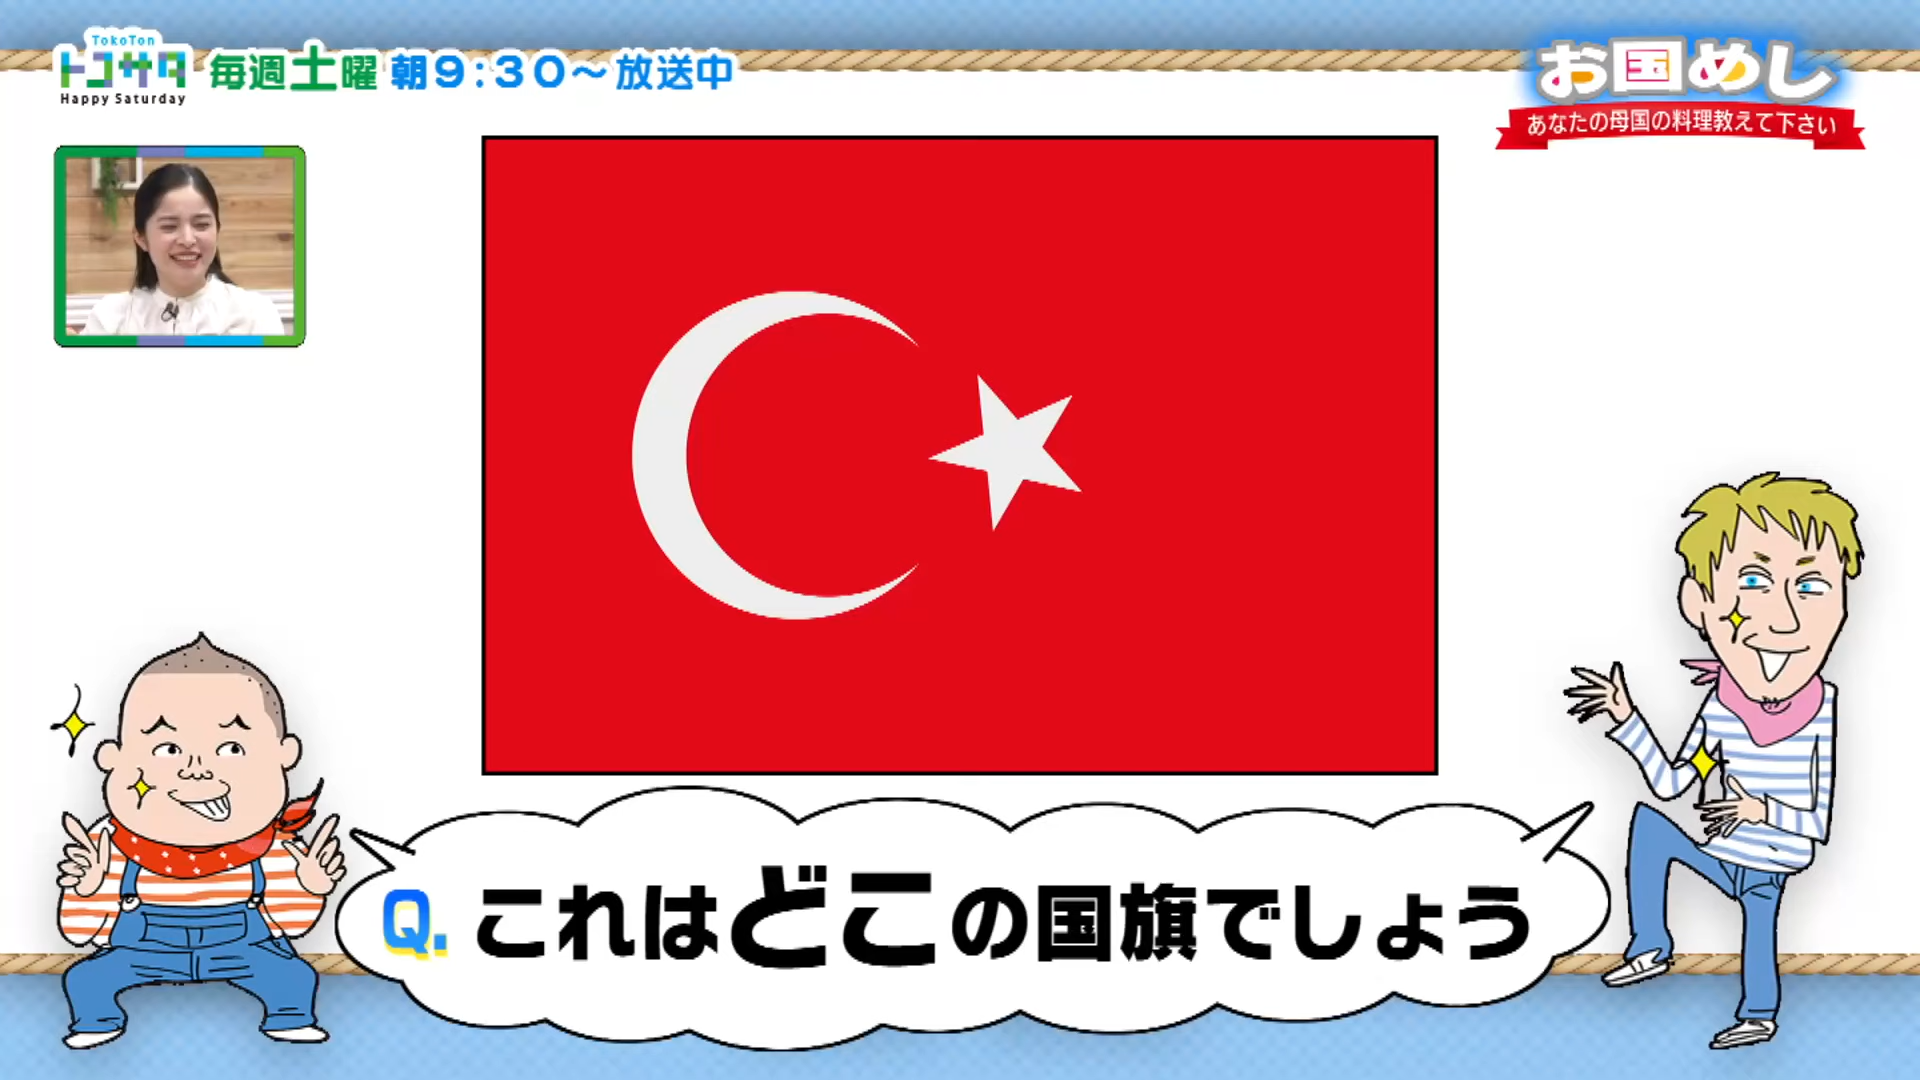 TokoTon
トコサタ
Happy Saturday
毎週土曜 朝9:30～放送中
お国めし
あなたの母国の料理教えて下さい
Q. これはどこの国旗でしょう